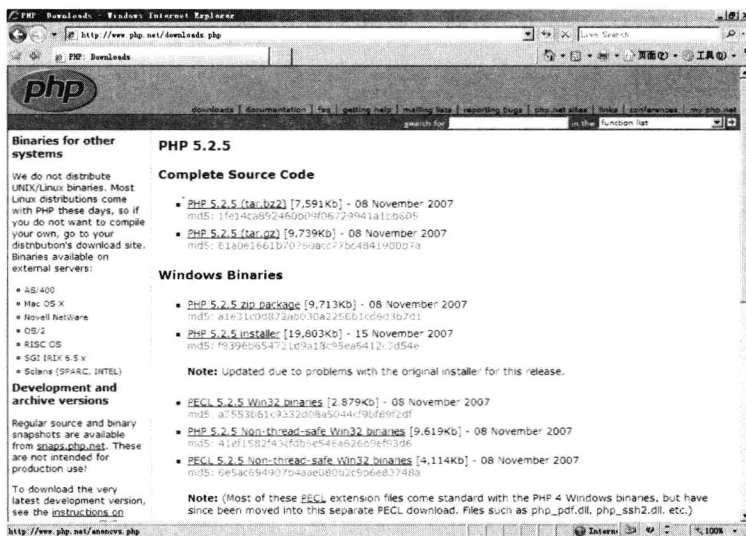 PHP: Downloads - Windows Internet Explorer
http://www.php.net/downloads.php
Live Search
PHP: Downloads
页面(P)
工具(O)
php
downloads | documentation | faq | getting help | mailing lists | reporting bugs | php.net sites | links | conferences | my php.net
search for
in the
function list
Binaries for other
systems
We do not distribute
UNIX/Linux binaries. Most
Linux distributions come
with PHP these days, so if
you do not want to compile
your own, go to your
distribution's download site.
Binaries available on
external servers:
AS/400
Mac OS X
Novell NetWare
OS/2
RISC OS
SGI IRIX 6.5.x
Solaris (SPARC, INTEL)
Development and
archive versions
Regular source and binary
snapshots are available
from snaps.php.net. These
are not intended for
production use!
To download the very
latest development version,
see the instructions on
PHP 5.2.5
Complete Source Code
PHP 5.2.5 (tar.bz2) [7,591Kb] - 08 November 2007
md5:
PHP 5.2.5 (tar.gz) [9,739Kb] - 08 November 2007
md5:
Windows Binaries
PHP 5.2.5 zip package [9,713Kb] - 08 November 2007
md5:
PHP 5.2.5 installer [19,803Kb] - 15 November 2007
md5:
Note: Updated due to problems with the original installer for this release.
PECL 5.2.5 Win32 binaries [2,879Kb] - 08 November 2007
md5:
PHP 5.2.5 Non-thread-safe Win32 binaries [9,619Kb] - 08 November 2007
md5:
PECL 5.2.5 Non-thread-safe Win32 binaries [4,114Kb] - 08 November 2007
md5:
Note: (Most of these PECL extension files come standard with the PHP 4 Windows binaries, but have
since been moved into this separate PECL download. Files such as php_pdf.dll, php_ssh2.dll, etc.)
http://www.php.net/anoncvs.php
100%